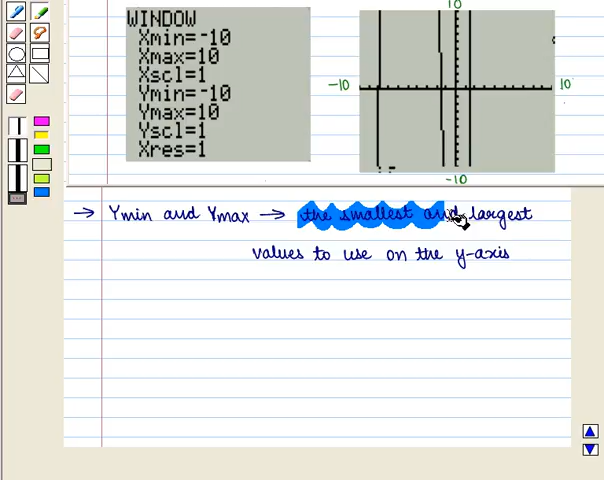 WINDOW
Xmin=-10
Xmax=10
Xscl=1
Ymin=-10
Ymax=10
Yscl=1
Xres=1
10
-10
10
-10
→ Ymin and Ymax → the smallest and largest
values to use on the y-axis